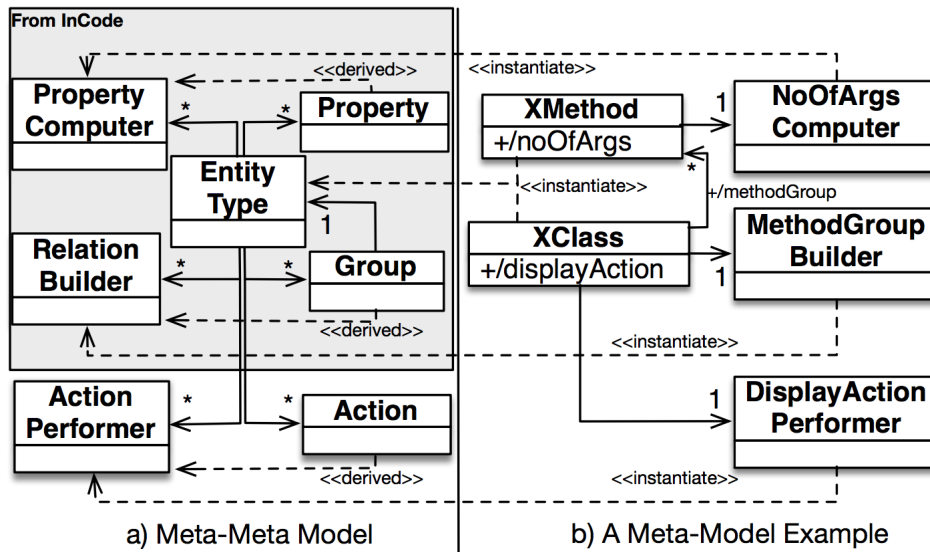 From InCode
<<derived>>
Property
Computer
*
*
Property
Entity
Type
1
Relation
Builder
*
*
Group
<<derived>>
Action
Performer
*
*
Action
<<derived>>
a) Meta-Meta Model
<<instantiate>>
XMethod
+/noOfArgs
1
NoOfArgs
Computer
*
<<instantiate>>
+/methodGroup
XClass
+/displayAction
1
MethodGroup
Builder
<<instantiate>>
1
DisplayAction
Performer
<<instantiate>>
b) A Meta-Model Example